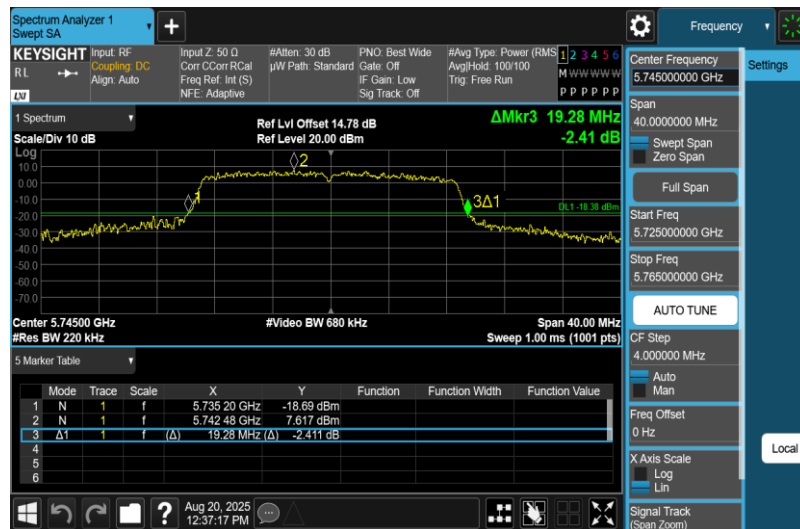 Spectrum Analyzer 1
Swept SA
+
Frequency
KEYSIGHT
RL
LXI
Input: RF
Coupling: DC
Align: Auto
Input Z: 50 Ω
Corr CCorr RCal
Freq Ref: Int (S)
NFE: Adaptive
#Atten: 30 dB
µW Path: Standard
PNO: Best Wide
Gate: Off
IF Gain: Low
Sig Track: Off
#Avg Type: Power (RMS
Avg|Hold: 100/100
Trig: Free Run
1 2 3 4 5 6
M W W W W W
P P P P P P
1 Spectrum
Scale/Div 10 dB
Ref Lvl Offset 14.78 dB
Ref Level 20.00 dBm
ΔMkr3 19.28 MHz
-2.41 dB
Log
10.0
0.00
-10.0
-20.0
-30.0
-40.0
-50.0
-60.0
-70.0
1
2
3Δ1
DL1 -18.38 dBm
Center 5.74500 GHz
#Res BW 220 kHz
#Video BW 680 kHz
Span 40.00 MHz
Sweep 1.00 ms (1001 pts)
5 Marker Table
Mode Trace Scale X Y Function Function Width Function Value
1 N 1 f 5.735 20 GHz -18.69 dBm
2 N 1 f 5.742 48 GHz 7.617 dBm
3 Δ1 1 f (Δ) 19.28 MHz (Δ) -2.411 dB
4
5
6
?
Aug 20, 2025
12:37:17 PM
Center Frequency
5.745000000 GHz
Span
40.0000000 MHz
Swept Span
Zero Span
Full Span
Start Freq
5.725000000 GHz
Stop Freq
5.765000000 GHz
AUTO TUNE
CF Step
4.000000 MHz
Auto
Man
Freq Offset
0 Hz
X Axis Scale
Log
Lin
Signal Track
(Span Zoom)
Settings
Local